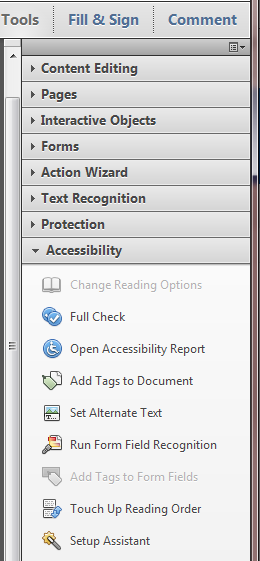 Tools Fill & Sign Comment
Content Editing
Pages
Interactive Objects
Forms
Action Wizard
Text Recognition
Protection
Accessibility
Change Reading Options
Full Check
Open Accessibility Report
Add Tags to Document
Set Alternate Text
Run Form Field Recognition
Add Tags to Form Fields
Touch Up Reading Order
Setup Assistant